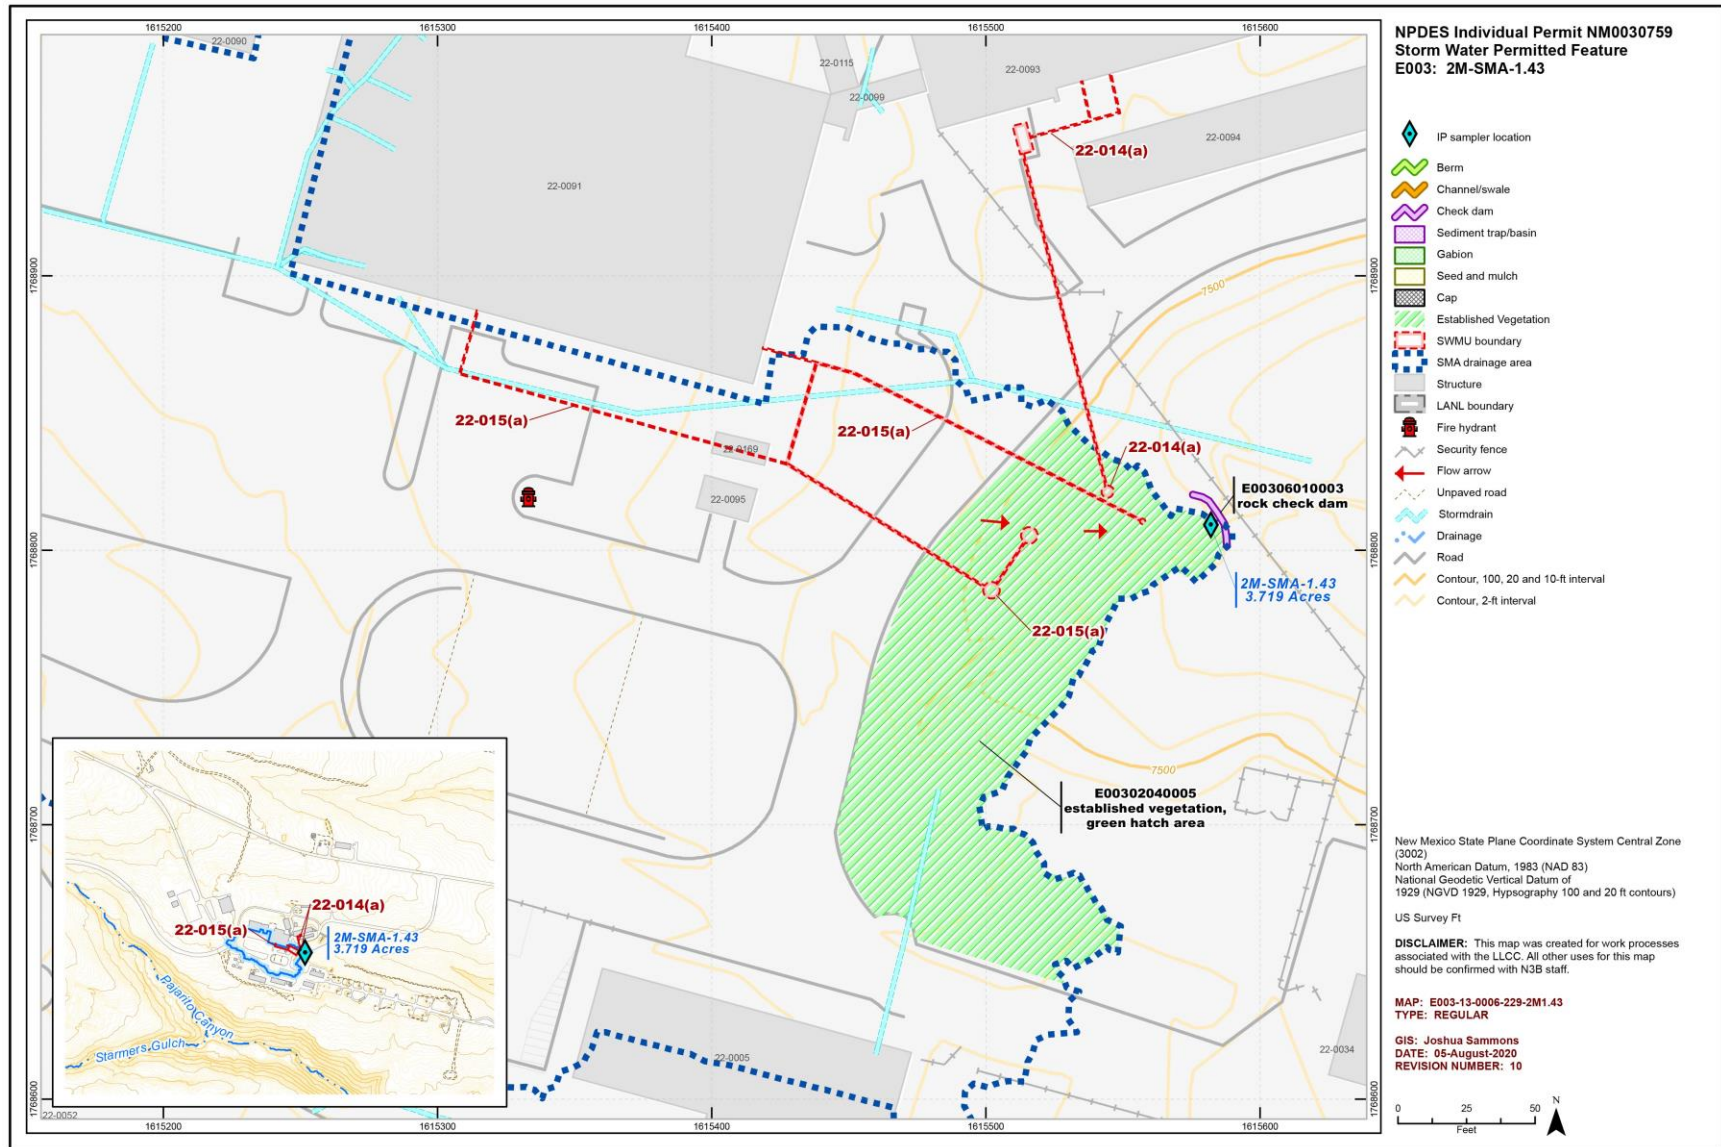 1615200
1615300
1615400
1615500
1615600
22-0090
22-0115
22-0093
22-0099
22-0094
22-014(a)
22-0091
1768900
1768900
7500
22-015(a)
22-015(a)
22-0169
22-014(a)
22-0095
E00306010003
rock check dam
1768800
1768800
2M-SMA-1.43
3.719 Acres
22-015(a)
7500
E00302040005
established vegetation,
green hatch area
1768700
1768700
22-014(a)
22-015(a)
2M-SMA-1.43
3.719 Acres
Pajarito Canyon
Starmers Gulch
22-0005
22-0034
1768600
1768600
22-0052
1615200
1615300
1615400
1615500
1615600
NPDES Individual Permit NM0030759
Storm Water Permitted Feature
E003: 2M-SMA-1.43
IP sampler location
Berm
Channel/swale
Check dam
Sediment trap/basin
Gabion
Seed and mulch
Cap
Established Vegetation
SWMU boundary
SMA drainage area
Structure
LANL boundary
Fire hydrant
Security fence
Flow arrow
Unpaved road
Stormdrain
Drainage
Road
Contour, 100, 20 and 10-ft interval
Contour, 2-ft interval
New Mexico State Plane Coordinate System Central Zone
(3002)
North American Datum, 1983 (NAD 83)
National Geodetic Vertical Datum of
1929 (NGVD 1929, Hypsography 100 and 20 ft contours)
US Survey Ft
DISCLAIMER: This map was created for work processes
associated with the LLCC. All other uses for this map
should be confirmed with N3B staff.
MAP: E003-13-0006-229-2M1.43
TYPE: REGULAR
GIS: Joshua Sammons
DATE: 05-August-2020
REVISION NUMBER: 10
0 25 50
Feet
N